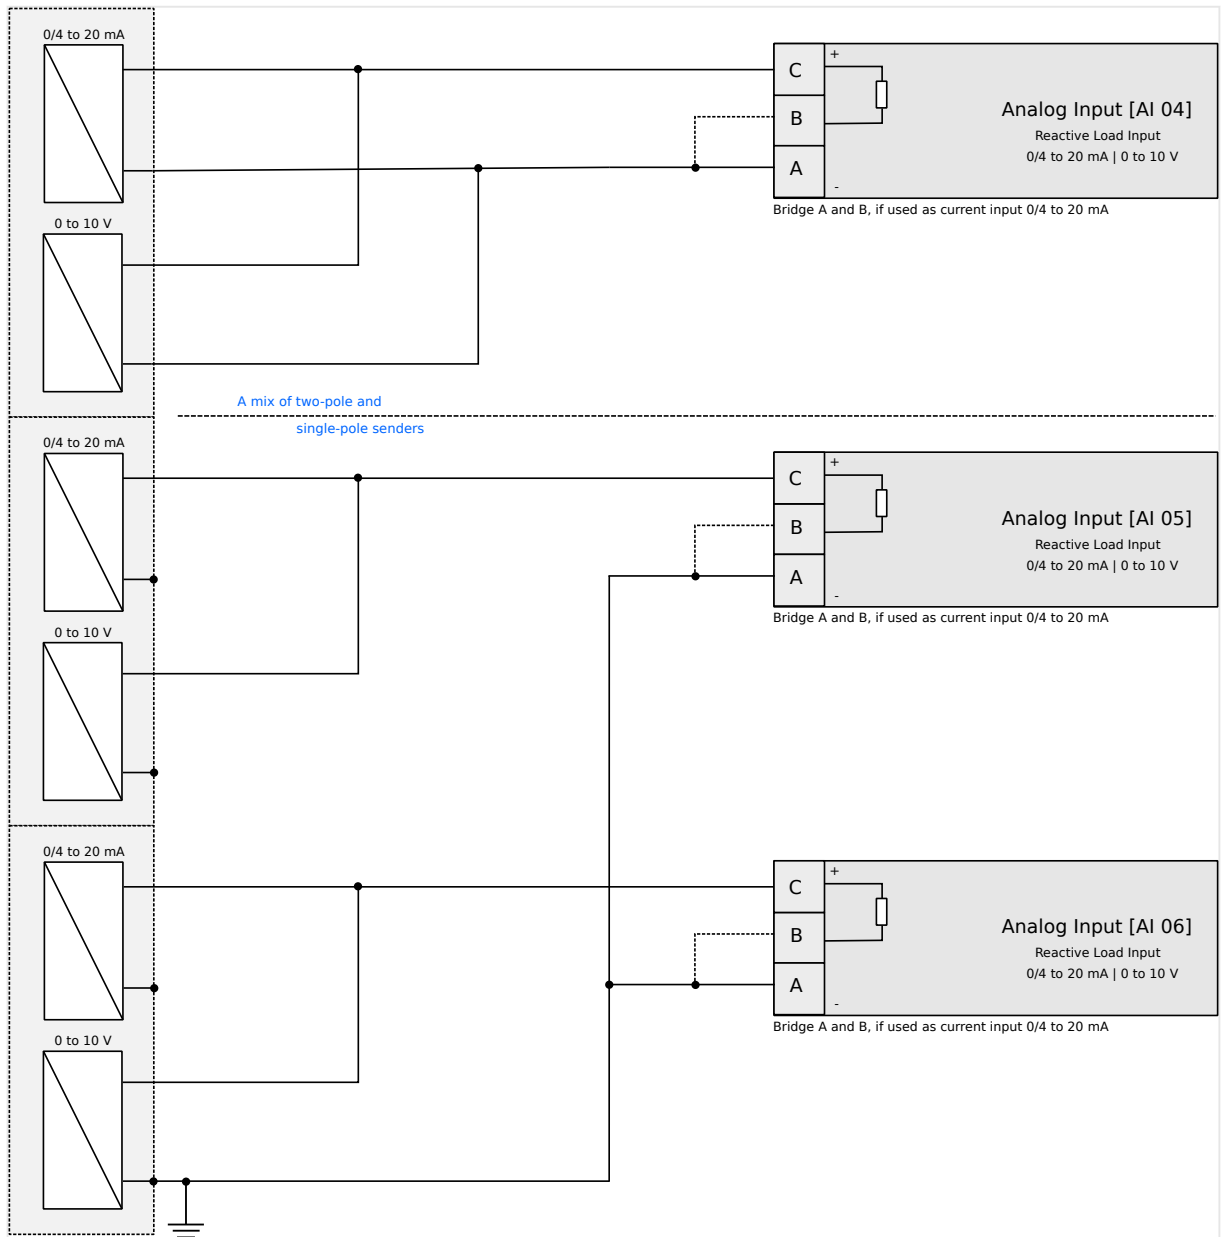 0/4 to 20 mA
C
+
B
A
-
Analog Input [AI 04]
Reactive Load Input
0/4 to 20 mA | 0 to 10 V
Bridge A and B, if used as current input 0/4 to 20 mA
0 to 10 V
A mix of two-pole and
single-pole senders
0/4 to 20 mA
C
+
B
A
-
Analog Input [AI 05]
Reactive Load Input
0/4 to 20 mA | 0 to 10 V
Bridge A and B, if used as current input 0/4 to 20 mA
0 to 10 V
0/4 to 20 mA
C
+
B
A
-
Analog Input [AI 06]
Reactive Load Input
0/4 to 20 mA | 0 to 10 V
Bridge A and B, if used as current input 0/4 to 20 mA
0 to 10 V